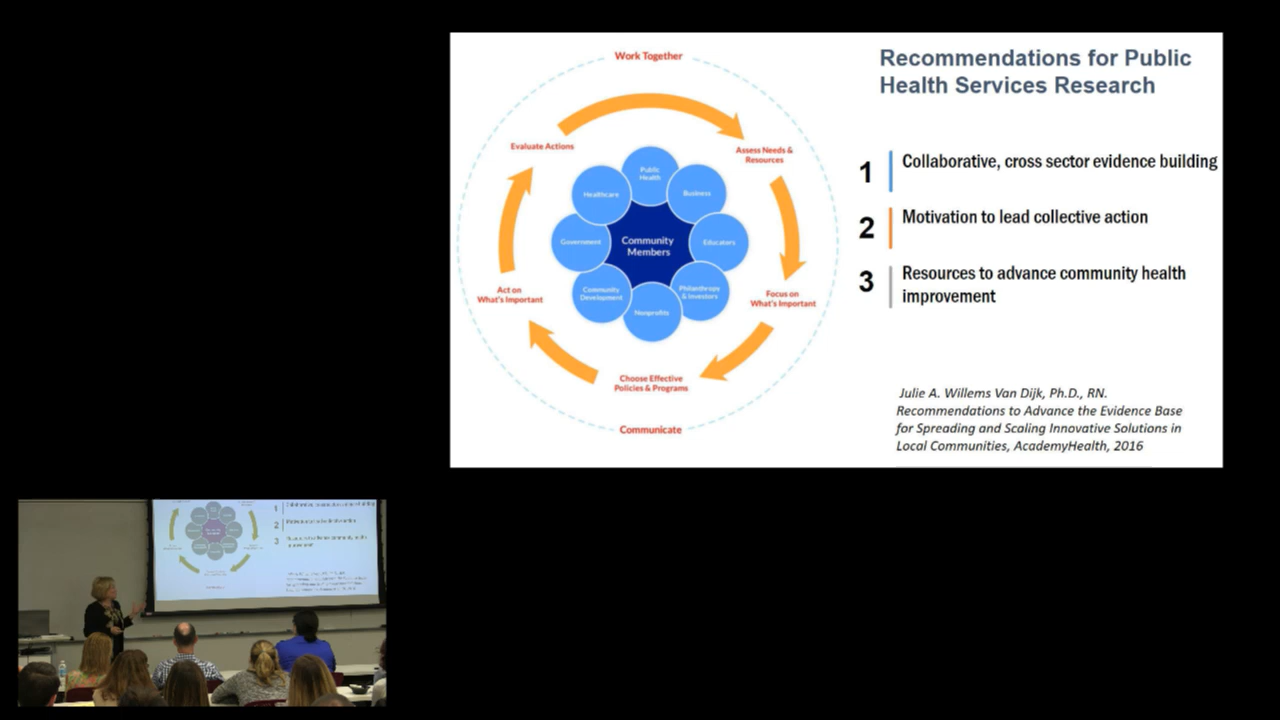 Work Together
Evaluate Actions
Assess Needs &
Resources
Public
Health
Healthcare
Business
Government
Community
Members
Educators
Community
Development
Philanthropy
& Investors
Nonprofits
Act on
What's Important
Focus on
What's Important
Choose Effective
Policies & Programs
Communicate
Recommendations for Public
Health Services Research
1
Collaborative, cross sector evidence building
2
Motivation to lead collective action
3
Resources to advance community health
improvement
Julie A. Willems Van Dijk, Ph.D., RN.
Recommendations to Advance the Evidence Base
for Spreading and Scaling Innovative Solutions in
Local Communities, AcademyHealth, 2016
1
2
3